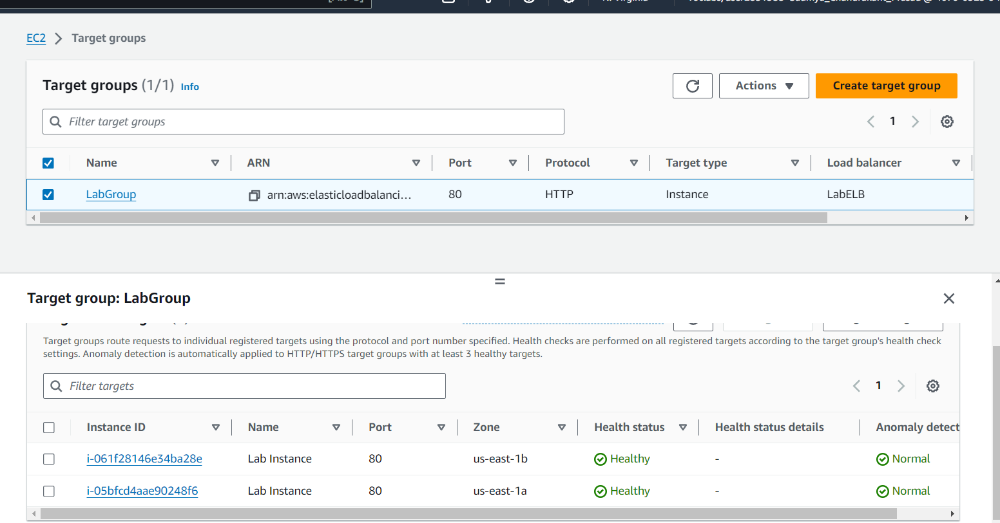 EC2 Target groups
Target groups (1/1) Info
Actions
Create target group
Filter target groups
1
Name ARN Port Protocol Target type Load balancer
LabGroup arn:aws:elasticloadbalanci... 80 HTTP Instance LabELB
Target group: LabGroup
Target groups route requests to individual registered targets using the protocol and port number specified. Health checks are performed on all registered targets according to the target group's health check
settings. Anomaly detection is automatically applied to HTTP/HTTPS target groups with at least 3 healthy targets.
Filter targets
1
Instance ID Name Port Zone Health status Health status details Anomaly detect
i-061f28146e34ba28e Lab Instance 80 us-east-1b Healthy - Normal
i-05bfcd4aae90248f6 Lab Instance 80 us-east-1a Healthy - Normal